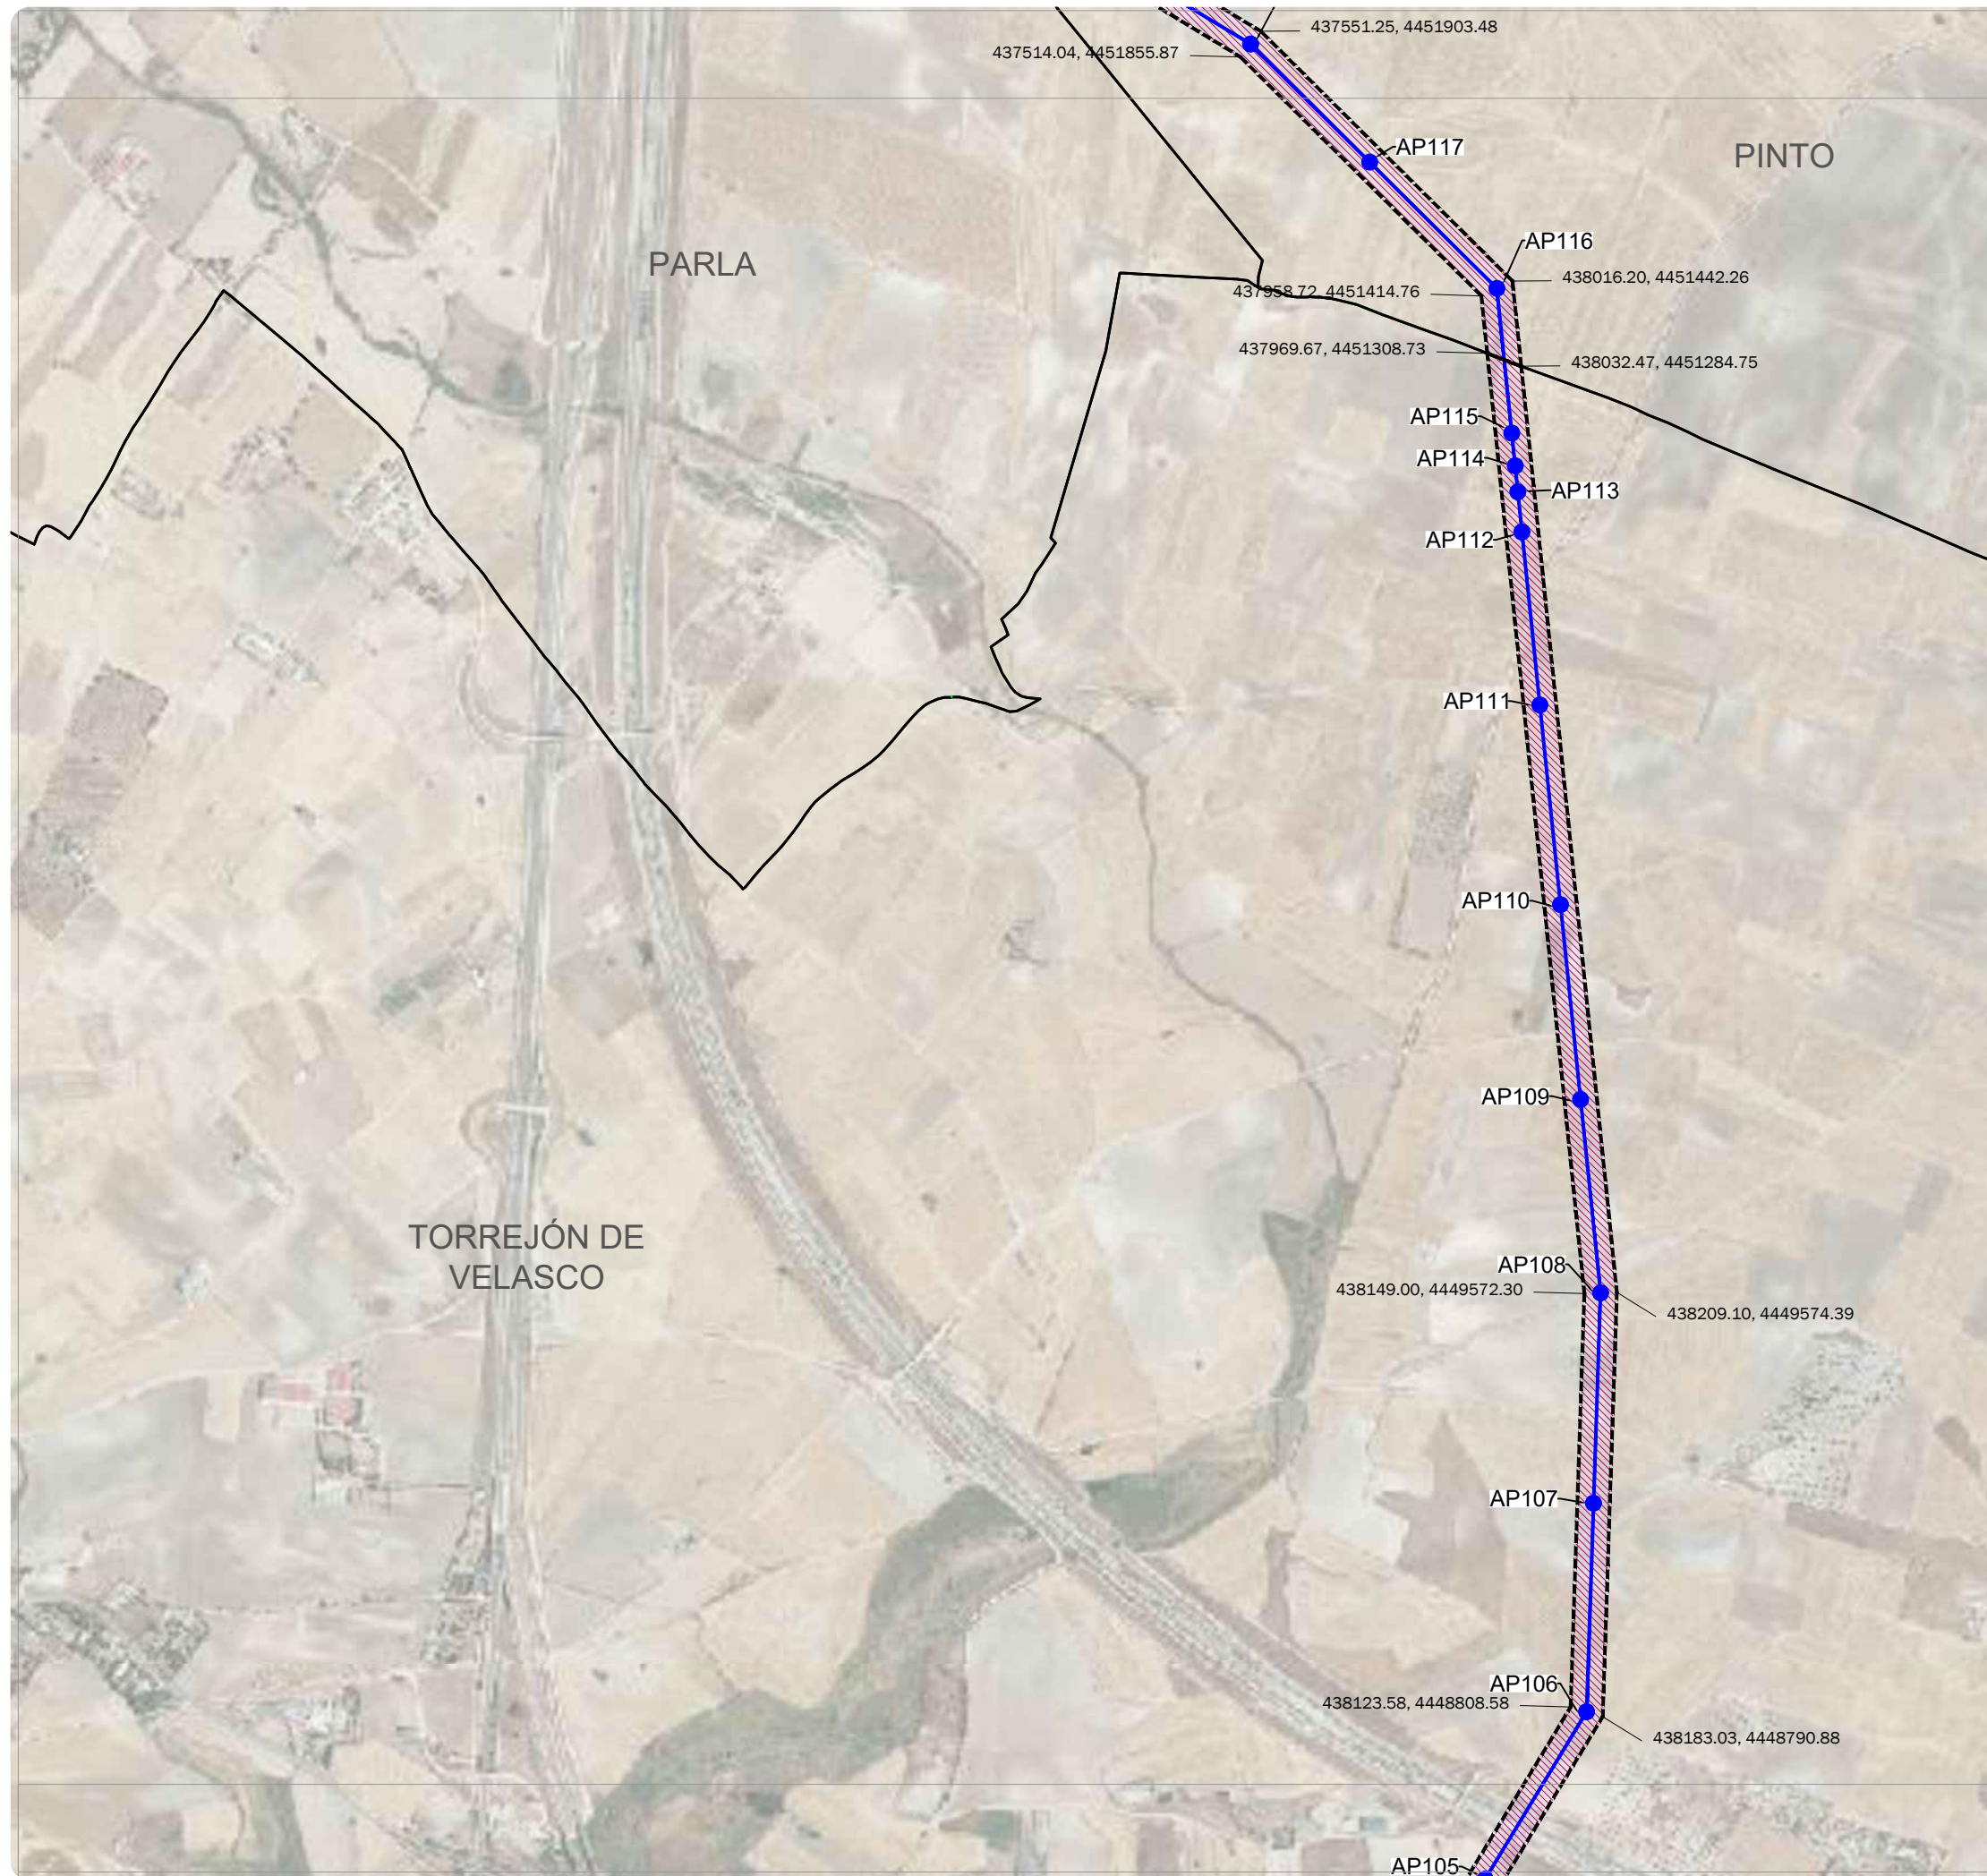 437551.25, 4451903.48
437514.04, 4451855.87
AP117
PINTO
AP116
PARLA
438016.20, 4451442.26
437958.72, 4451414.76
437969.67, 4451308.73
438032.47, 4451284.75
AP115
AP114
AP113
AP112
AP111
AP110
AP109
TORREJÓN DE
VELASCO
AP108
438149.00, 4449572.30
438209.10, 4449574.39
AP107
AP106
438123.58, 4448808.58
438183.03, 4448790.88
AP105